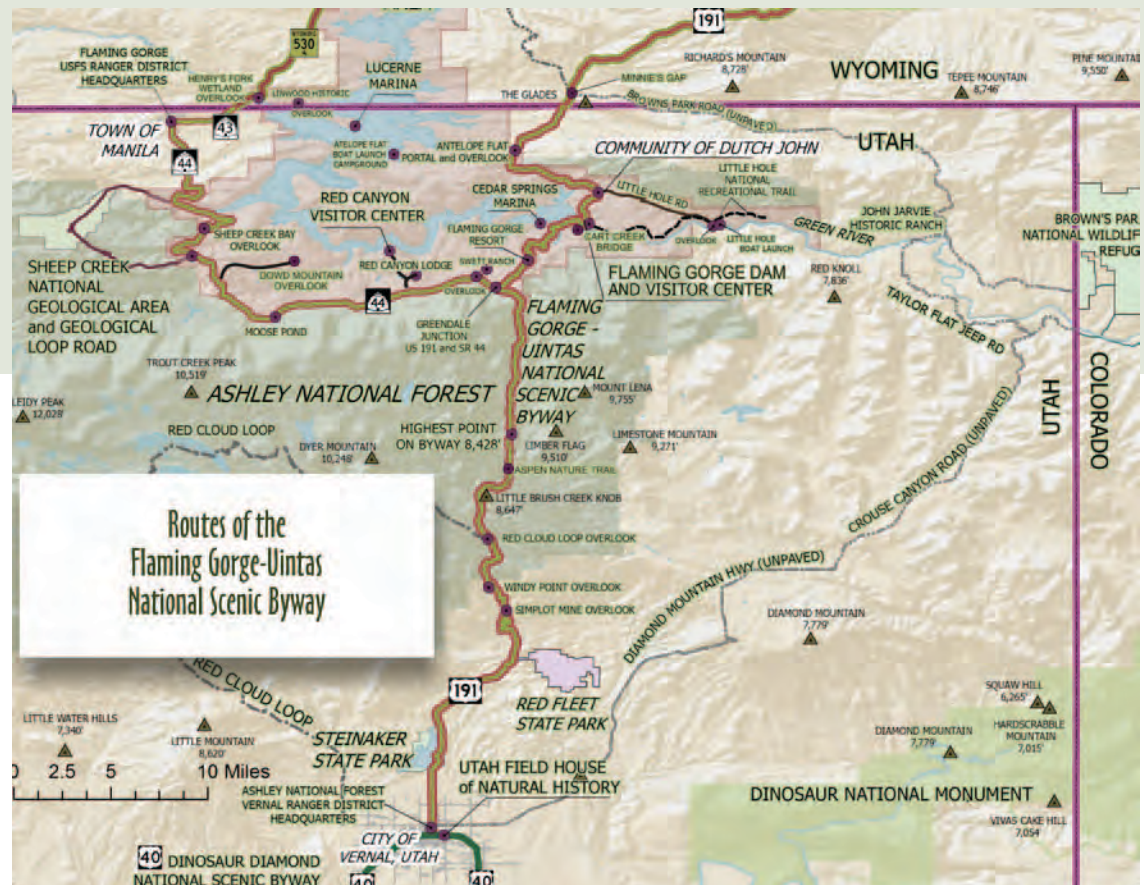 191
WYOMING
530
FLAMING GORGE
USFS RANGER DISTRICT
HEADQUARTERS
HENRY'S FORK
WETLAND
OVERLOOK
LINWOOD HISTORIC
OVERLOOK
LUCERNE
MARINA
MINNIE'S GAP
THE GLADES
RICHARD'S MOUNTAIN
8,728'
WYOMING
TEPEE MOUNTAIN
8,746'
PINE MOUNTAI
9,550'
BROWNS PARK ROAD (UNPAVED)
UTAH
TOWN OF
MANILA
43
44
ATELOPE FLAT
BOAT LAUNCH
CAMPGROUND
ANTELOPE FLAT
PORTAL and OVERLOOK
COMMUNITY OF DUTCH JOHN
LITTLE HOLE
NATIONAL
RECREATIONAL TRAIL
LITTLE HOLE RD
RED CANYON
VISITOR CENTER
CEDAR SPRINGS
MARINA
FLAMING GORGE
RESORT
CART CREEK
BRIDGE
OVERLOOK
LITTLE HOLE
BOAT LAUNCH
GREEN RIVER
JOHN JARVIE
HISTORIC RANCH
BROWN'S PAR
NATIONAL WILDLIF
REFUG
SHEEP CREEK BAY
OVERLOOK
SHEEP CREEK
NATIONAL
GEOLOGICAL AREA
and GEOLOGICAL
LOOP ROAD
DOWD MOUNTAIN
OVERLOOK
RED CANYON LODGE
SWETT RANCH
OVERLOOK
44
MOOSE POND
GREENDALE
JUNCTION
US 191 and SR 44
FLAMING GORGE DAM
AND VISITOR CENTER
RED KNOLL
7,836'
TAYLOR FLAT JEEP RD
FLAMING
GORGE -
UINTAS
NATIONAL
SCENIC
BYWAY
TROUT CREEK PEAK
10,519'
LEIDY PEAK
12,028'
ASHLEY NATIONAL FOREST
MOUNT LENA
9,755'
UTAH
COLORADO
RED CLOUD LOOP
DYER MOUNTAIN
10,248'
HIGHEST POINT
ON BYWAY 8,428'
LIMBER FLAG
9,510'
LIMESTONE MOUNTAIN
9,271'
ASPEN NATURE TRAIL
LITTLE BRUSH CREEK KNOB
8,647'
CROUSE CANYON ROAD (UNPAVED)
Routes of the
Flaming Gorge-Uintas
National Scenic Byway
RED CLOUD LOOP OVERLOOK
WINDY POINT OVERLOOK
SIMPLOT MINE OVERLOOK
DIAMOND MOUNTAIN HWY (UNPAVED)
DIAMOND MOUNTAIN
7,779'
RED CLOUD LOOP
191
RED FLEET
STATE PARK
SQUAW HILL
6,265'
HARDSCRABBLE
MOUNTAIN
7,015'
LITTLE WATER HILLS
7,340'
LITTLE MOUNTAIN
8,620'
STEINAKER
STATE PARK
DIAMOND MOUNTAIN
7,779'
0 2.5 5 10 Miles
UTAH FIELD HOUSE
of NATURAL HISTORY
ASHLEY NATIONAL FOREST
VERNAL RANGER DISTRICT
HEADQUARTERS
DINOSAUR NATIONAL MONUMENT
VIVAS CAKE HILL
7,054
CITY OF
VERNAL, UTAH
40 DINOSAUR DIAMOND
NATIONAL SCENIC BYWAY
40
40